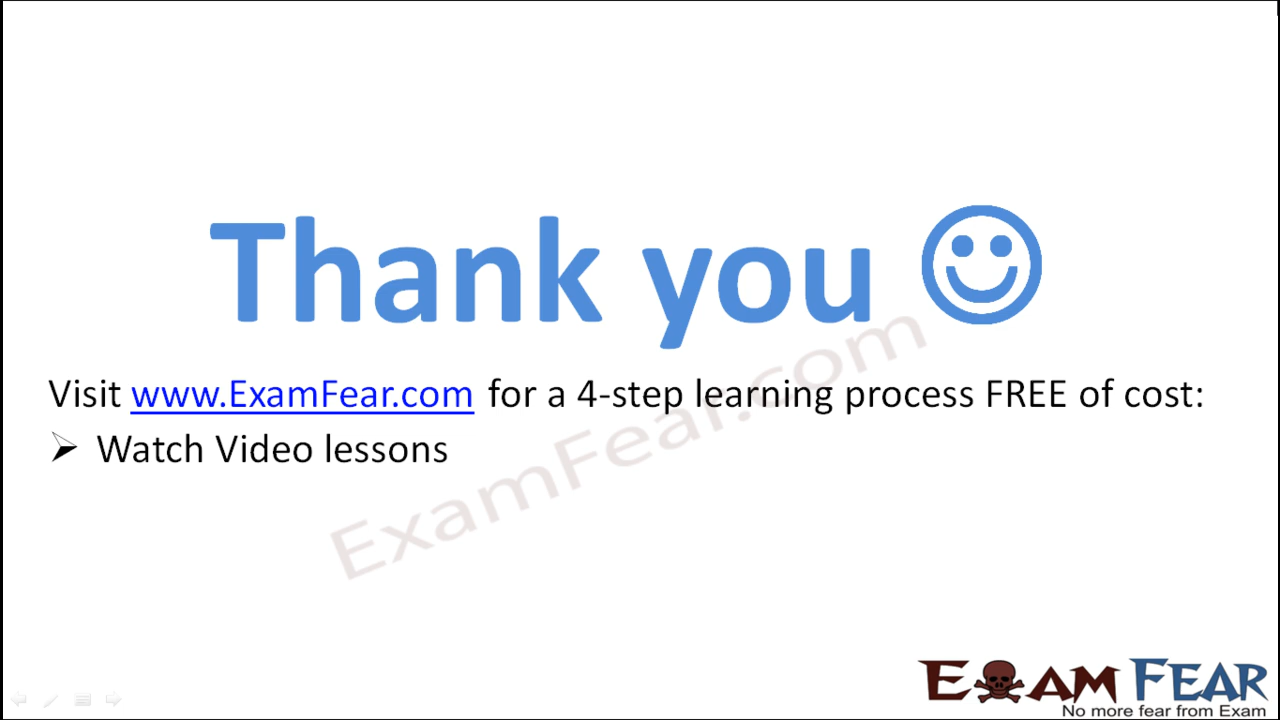 Thank you
Visit www.ExamFear.com for a 4-step learning process FREE of cost:
➢ Watch Video lessons
ExamFear.com
EXAM FEAR
No more fear from Exam